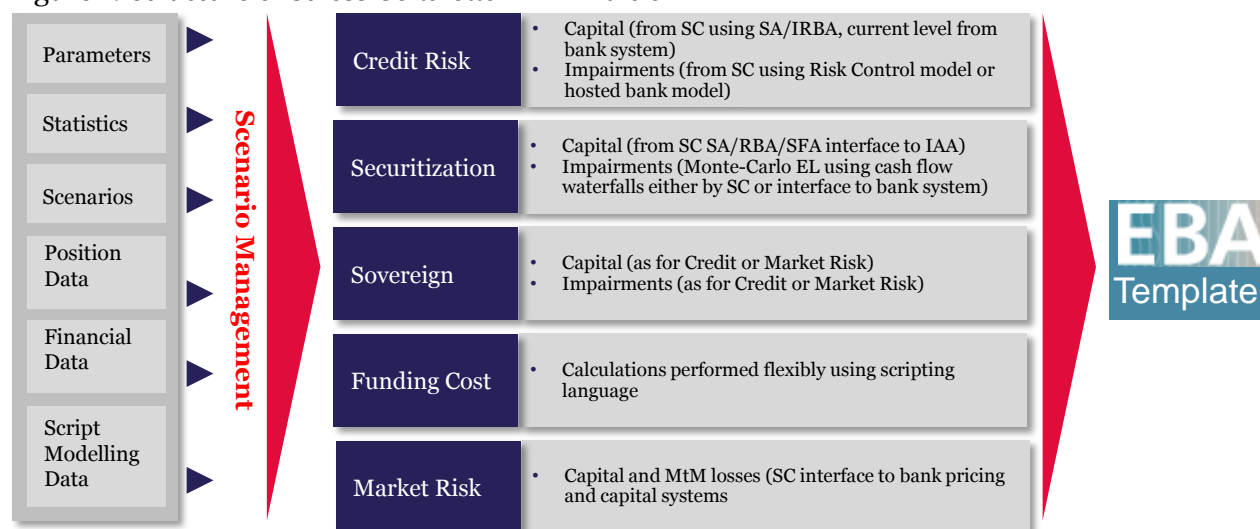 Parameters
Statistics
Scenarios
Position
Data
Financial
Data
Script
Modelling
Data
Scenario Management
Credit Risk
• Capital (from SC using SA/IRBA, current level from
bank system)
• Impairments (from SC using Risk Control model or
hosted bank model)
Securitization
• Capital (from SC SA/RBA/SFA interface to IAA)
• Impairments (Monte-Carlo EL using cash flow
waterfalls either by SC or interface to bank system)
Sovereign
• Capital (as for Credit or Market Risk)
• Impairments (as for Credit or Market Risk)
Funding Cost
• Calculations performed flexibly using scripting
language
Market Risk
• Capital and MtM losses (SC interface to bank pricing
and capital systems
EBA
Template